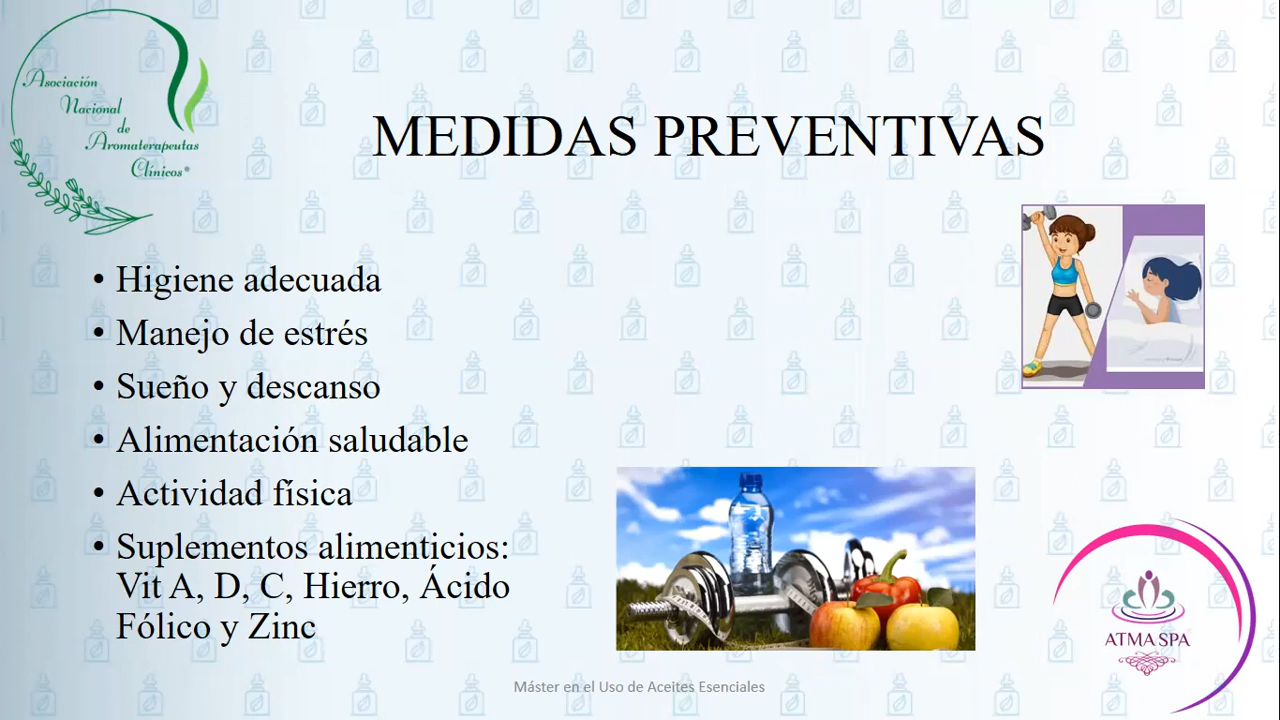 Asociación
Nacional
de
Aromaterapeutas
Clínicos®
MEDIDAS PREVENTIVAS
• Higiene adecuada
• Manejo de estrés
• Sueño y descanso
• Alimentación saludable
• Actividad física
• Suplementos alimenticios:
Vit A, D, C, Hierro, Ácido
Fólico y Zinc
ATMA SPA
Máster en el Uso de Aceites Esenciales